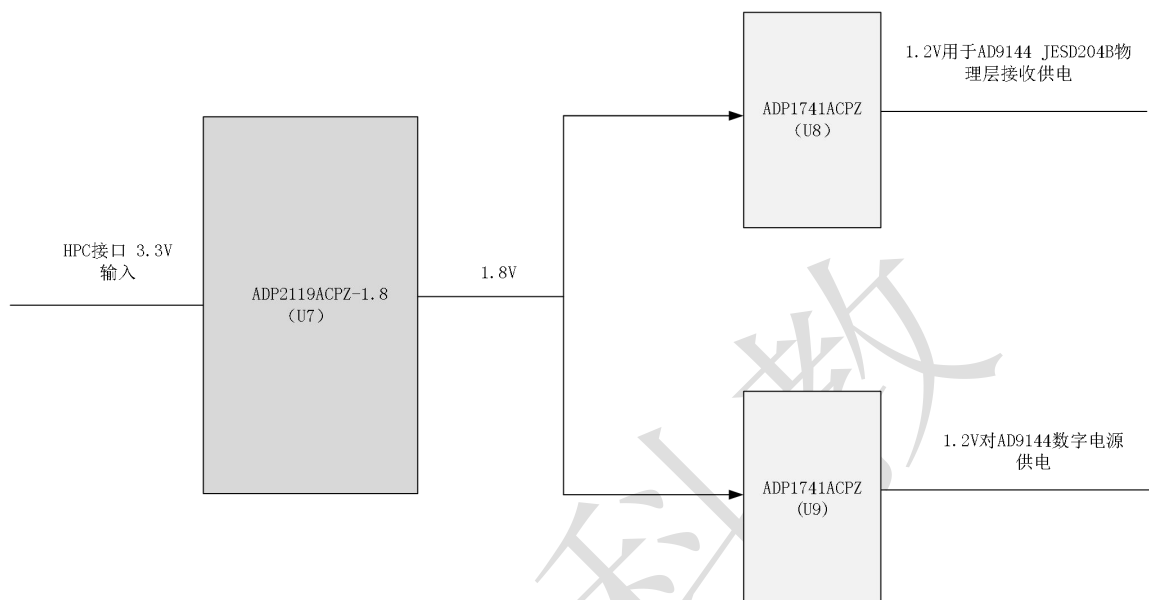 HPC接口 3.3V
输入
ADP2119ACPZ-1.8
(U7)
1.8V
ADP1741ACPZ
(U8)
1.2V用于AD9144 JESD204B物
理层接收供电
ADP1741ACPZ
(U9)
1.2V对AD9144数字电源
供电
科教